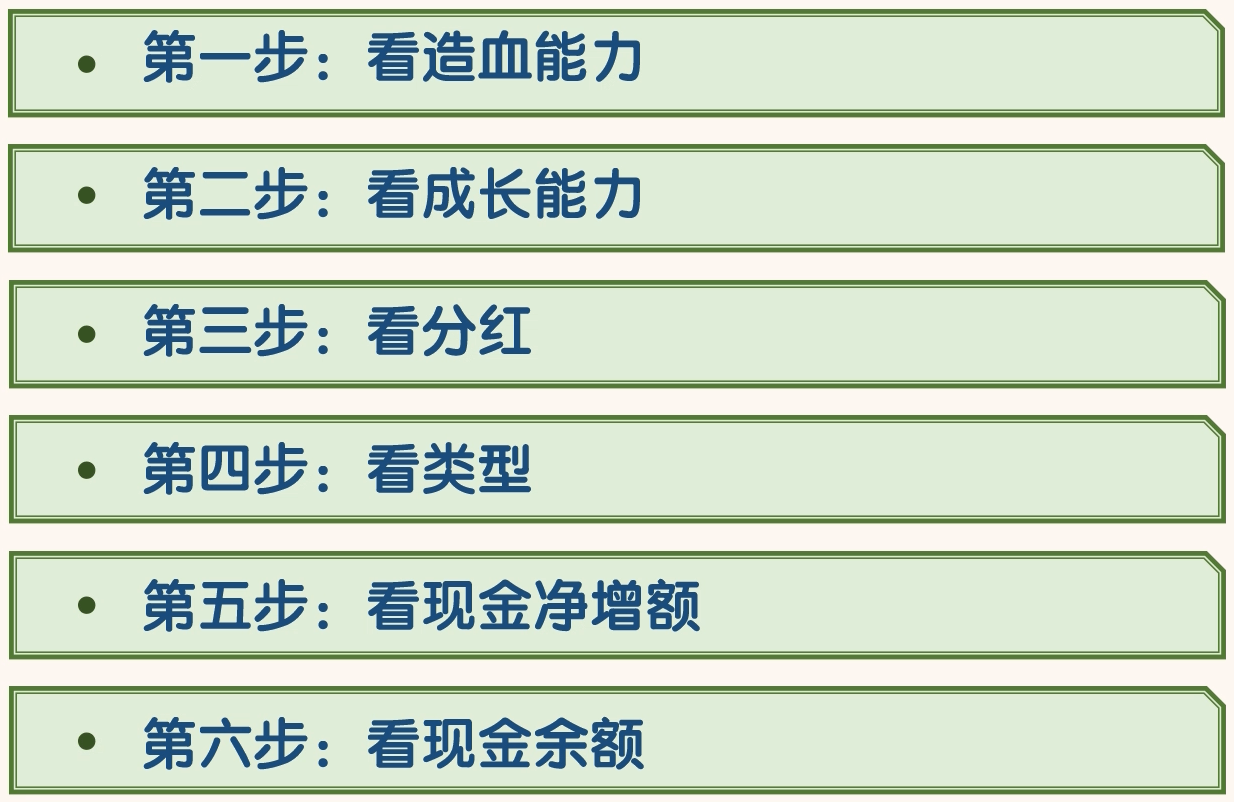 • 第一步：看造血能力
• 第二步：看成长能力
• 第三步：看分红
• 第四步：看类型
• 第五步：看现金净增额
• 第六步：看现金余额